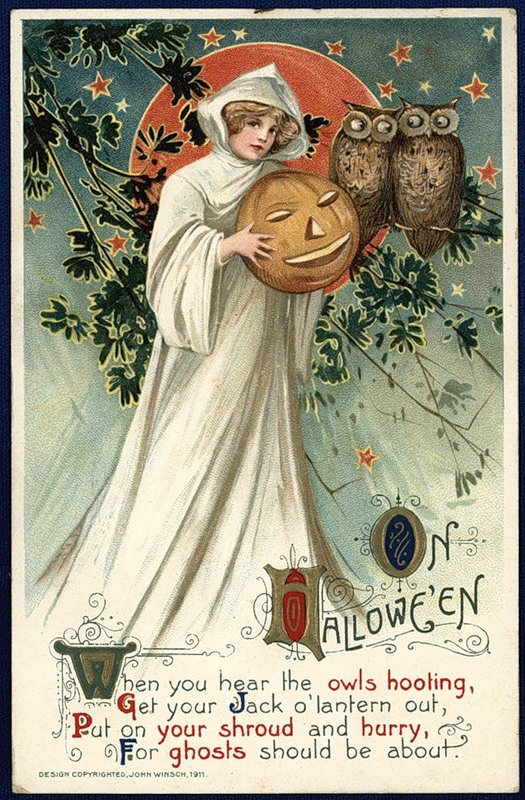 On
Hallowe'en
When you hear the owls hooting,
Get your Jack o'lantern out,
Put on your shroud and hurry,
For ghosts should be about.
DESIGN COPYRIGHTED, JOHN WINSCH, 1911.